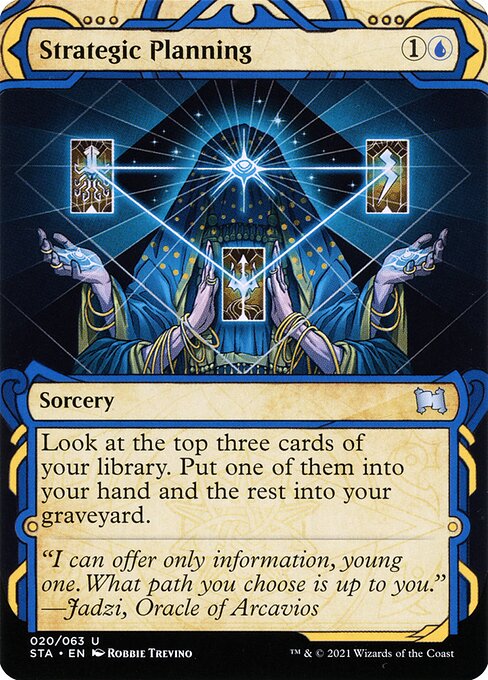 Strategic Planning 1
Sorcery
Look at the top three cards of
your library. Put one of them into
your hand and the rest into your
graveyard.
“I can offer only information, young
one. What path you choose is up to you.”
—Jadzi, Oracle of Arcavios
020/063 U
STA • EN Robbie Trevino
™ & © 2021 Wizards of the Coast